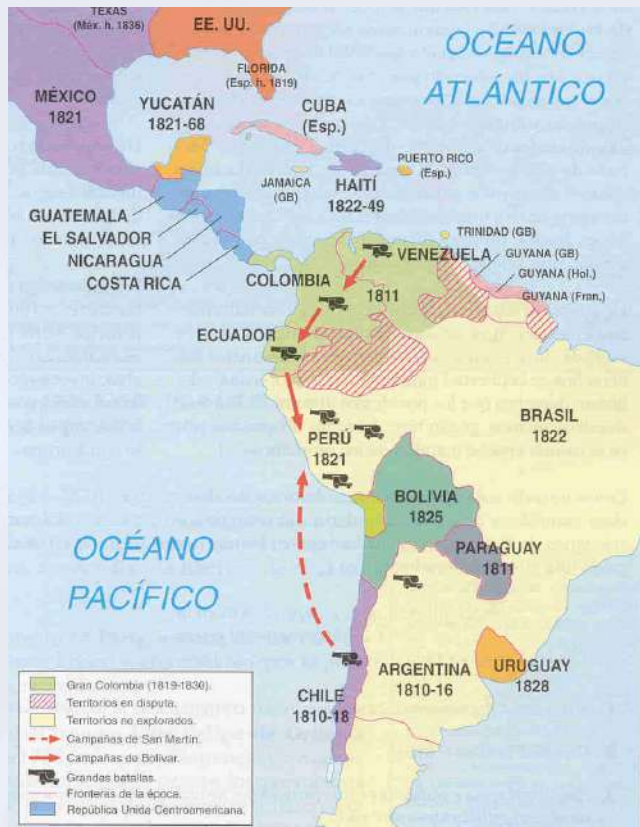 TEXAS
(Méx. h. 1836)
EE. UU.
OCÉANO
ATLÁNTICO
FLORIDA
(Esp. h. 1819)
MÉXICO
1821
YUCATÁN
1821-68
CUBA
(Esp.)
PUERTO RICO
(Esp.)
JAMAICA
(GB)
HAITÍ
1822-49
GUATEMALA
EL SALVADOR
NICARAGUA
COSTA RICA
TRINIDAD (GB)
VENEZUELA
GUYANA (GB)
GUYANA (Hol.)
GUYANA (Fran.)
COLOMBIA
1811
ECUADOR
BRASIL
1822
PERÚ
1821
BOLIVIA
1825
PARAGUAY
1811
OCÉANO
PACÍFICO
ARGENTINA
1810-16
URUGUAY
1828
CHILE
1810-18
Gran Colombia (1819-1830).
Territorios en disputa.
Territorios no explorados.
Campañas de San Martín.
Campañas de Bolívar.
Grandes batallas.
Fronteras de la época.
República Unida Centroamericana.